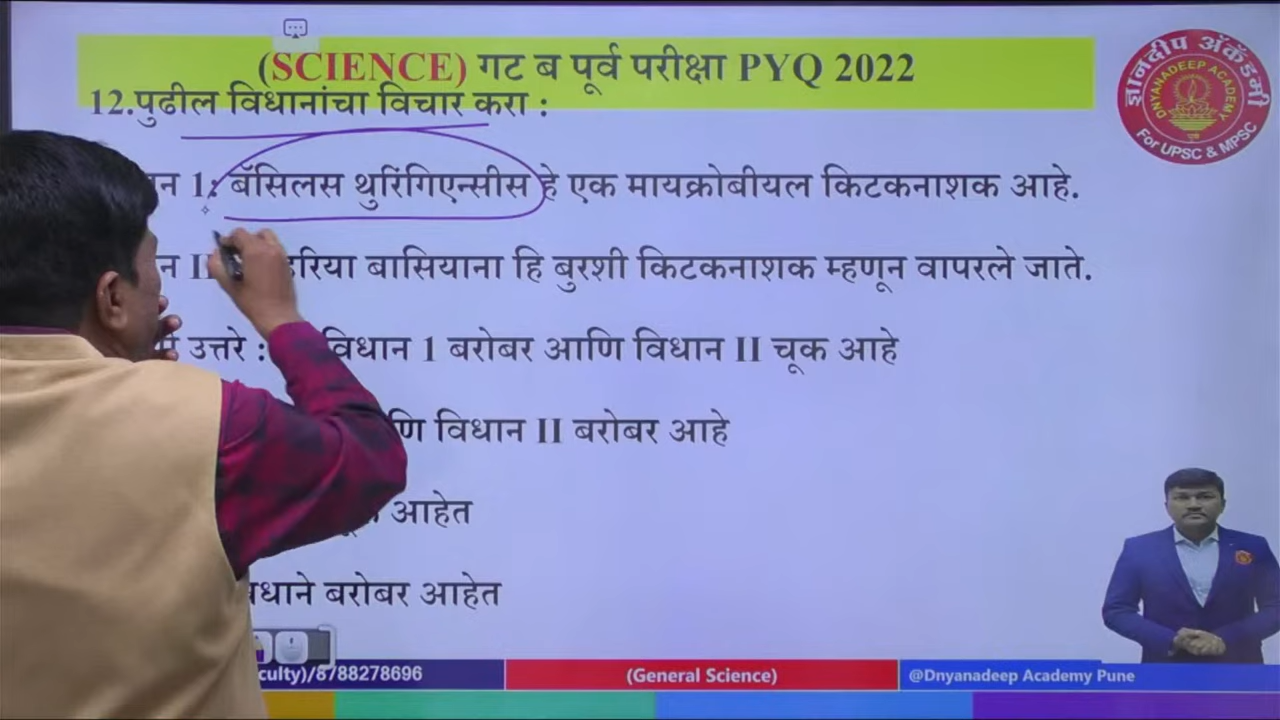 (SCIENCE) गट ब पूर्व परीक्षा PYQ 2022
12.पुढील विधानांचा विचार करा :
1: बॅसिलस थुरिंगिएन्सीस हे एक मायक्रोबीयल किटकनाशक आहे.
बासियाना हि बुरशी किटकनाशक म्हणून वापरले जाते.
उत्तरे : विधान 1 बरोबर आणि विधान II चूक आहे
विधान II बरोबर आहे
आहेत
बरोबर आहेत
ज्ञानदीप अॅकॅडमी
DNYANADEEP ACADEMY
For UPSC & MPSC
culty)/8788278696
(General Science)
@Dnyanadeep Academy Pune